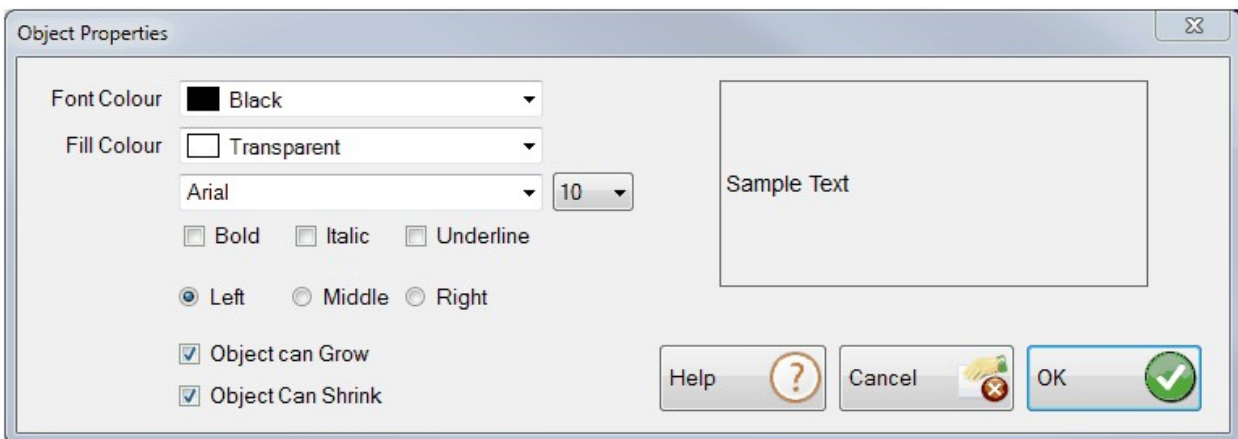 Object Properties
Font Colour
Black
Fill Colour
Transparent
Arial
10
Bold Italic Underline
Left Middle Right
Object can Grow
Object Can Shrink
Sample Text
Help ? Cancel OK